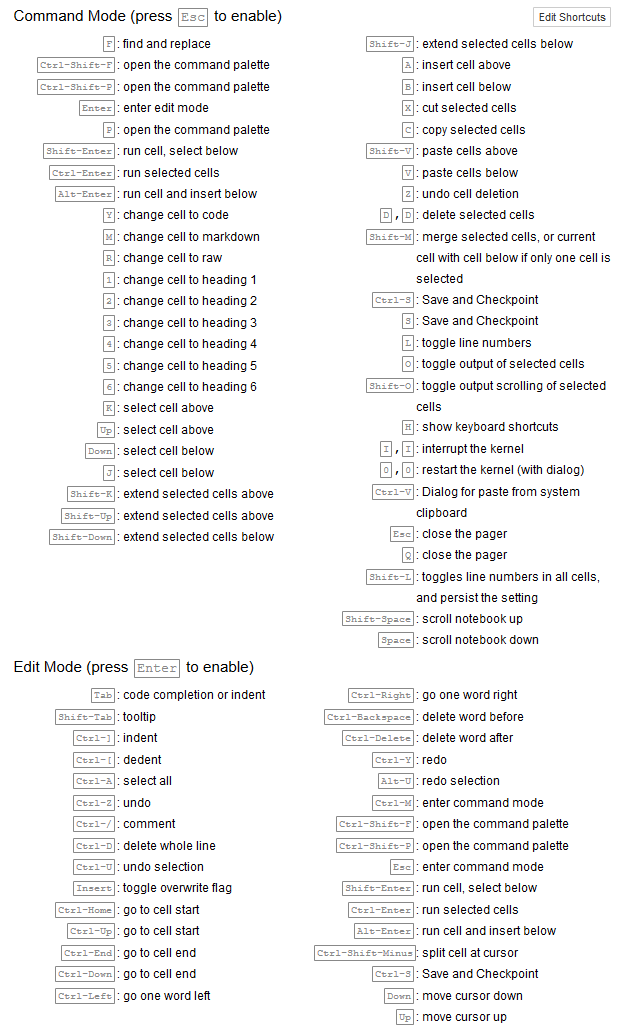 Command Mode (press Esc to enable)
Edit Shortcuts
F : find and replace
Ctrl-Shift-F : open the command palette
Ctrl-Shift-P : open the command palette
Enter : enter edit mode
P : open the command palette
Shift-Enter : run cell, select below
Ctrl-Enter : run selected cells
Alt-Enter : run cell and insert below
Y : change cell to code
M : change cell to markdown
R : change cell to raw
1 : change cell to heading 1
2 : change cell to heading 2
3 : change cell to heading 3
4 : change cell to heading 4
5 : change cell to heading 5
6 : change cell to heading 6
K : select cell above
Up : select cell above
Down : select cell below
J : select cell below
Shift-K : extend selected cells above
Shift-Up : extend selected cells above
Shift-Down : extend selected cells below
Shift-J : extend selected cells below
A : insert cell above
B : insert cell below
X : cut selected cells
C : copy selected cells
Shift-V : paste cells above
V : paste cells below
Z : undo cell deletion
D , D : delete selected cells
Shift-M : merge selected cells, or current
cell with cell below if only one cell is
selected
Ctrl-S : Save and Checkpoint
S : Save and Checkpoint
L : toggle line numbers
O : toggle output of selected cells
Shift-O : toggle output scrolling of selected
cells
H : show keyboard shortcuts
I , I : interrupt the kernel
0 , 0 : restart the kernel (with dialog)
Ctrl-V : Dialog for paste from system
clipboard
Esc : close the pager
Q : close the pager
Shift-L : toggles line numbers in all cells,
and persist the setting
Shift-Space : scroll notebook up
Space : scroll notebook down
Edit Mode (press Enter to enable)
Tab : code completion or indent
Shift-Tab : tooltip
Ctrl-] : indent
Ctrl-[ : dedent
Ctrl-A : select all
Ctrl-Z : undo
Ctrl-/ : comment
Ctrl-D : delete whole line
Ctrl-U : undo selection
Insert : toggle overwrite flag
Ctrl-Home : go to cell start
Ctrl-Up : go to cell start
Ctrl-End : go to cell end
Ctrl-Down : go to cell end
Ctrl-Left : go one word left
Ctrl-Right : go one word right
Ctrl-Backspace : delete word before
Ctrl-Delete : delete word after
Ctrl-Y : redo
Alt-U : redo selection
Ctrl-M : enter command mode
Ctrl-Shift-F : open the command palette
Ctrl-Shift-P : open the command palette
Esc : enter command mode
Shift-Enter : run cell, select below
Ctrl-Enter : run selected cells
Alt-Enter : run cell and insert below
Ctrl-Shift-Minus : split cell at cursor
Ctrl-S : Save and Checkpoint
Down : move cursor down
Up : move cursor up